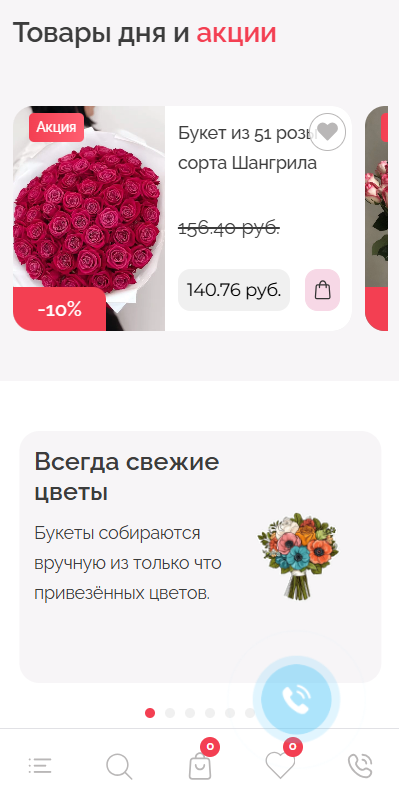 Товары дня и акции
Акция
Букет из 51 розы
сорта Шангрила
156.40 руб.
140.76 руб.
-10%
Всегда свежие
цветы
Букеты собираются
вручную из только что
привезённых цветов.
0
0